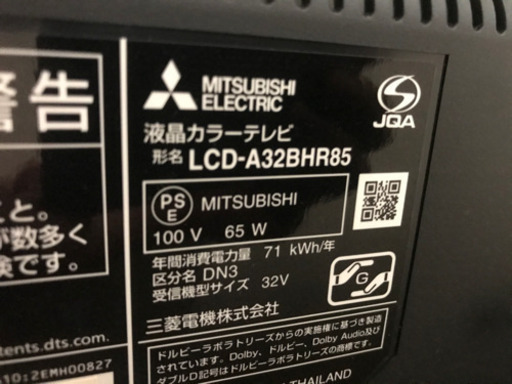 警告
MITSUBISHI
ELECTRIC
JQA
液晶カラーテレビ
形名 LCD-A32BHR85
PS
E
MITSUBISHI
100 V 65 W
年間消費電力量 71 kWh/年
区分名 DN3
受信機型サイズ 32V
G
三菱電機株式会社
こと。
が数多く
険です。
ドルビーラボラトリーズからの実施権に基づき製造
されています。Dolby、ドルビー、Dolby Audio及び
ダブルD記号はドルビーラボラトリーズの商標です。
tents.dts.com
10:2EMH00827
THAILAND